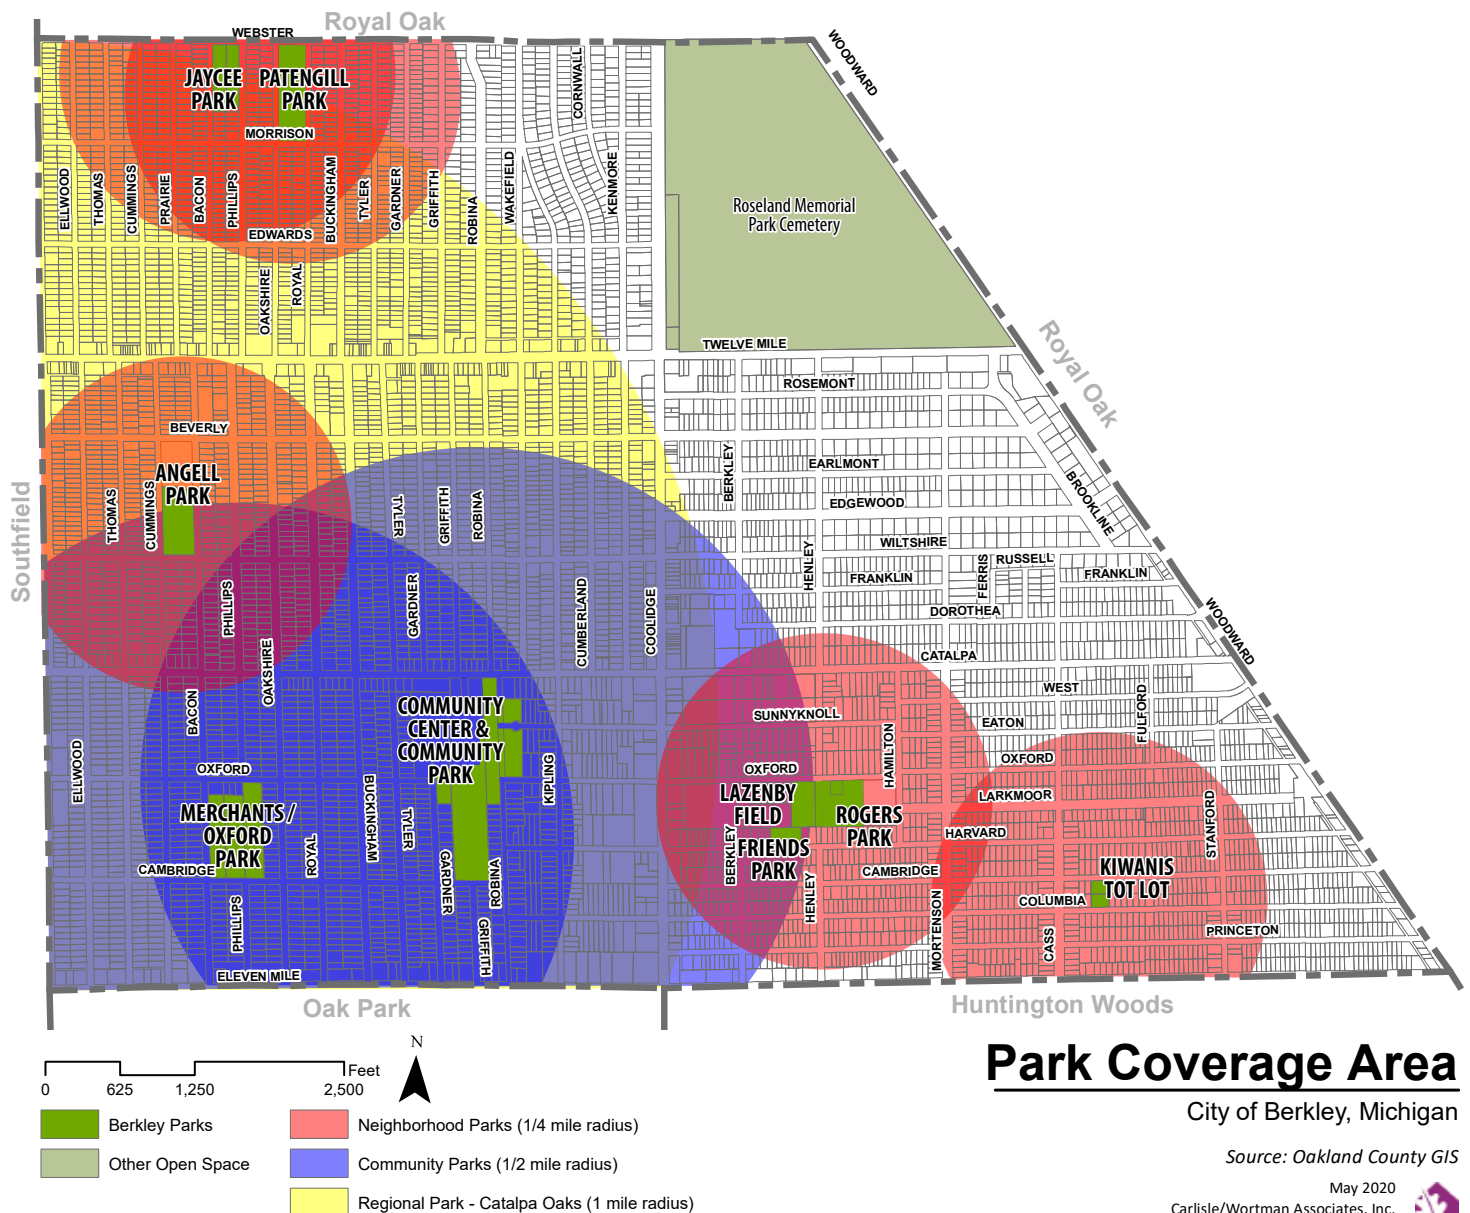 Royal Oak
WEBSTER
WOODWARD
JAYCEE
PARK
PATENGILL
PARK
MORRISON
CORNWALL
ELLWOOD
THOMAS
CUMMINGS
PRAIRIE
BACON
PHILLIPS
BUCKINGHAM
TYLER
GARDNER
GRIFFITH
ROBINA
WAKEFIELD
KENMORE
EDWARDS
Roseland Memorial
Park Cemetery
OAKSHIRE
ROYAL
TWELVE MILE
Royal Oak
ROSEMONT
BEVERLY
BERKLEY
EARLMONT
ANGELL
PARK
THOMAS
CUMMINGS
TYLER
GRIFFITH
ROBINA
EDGEWOOD
BROOKLINE
Southfield
WILTSHIRE
HENLEY
FRANKLIN
FERRIS
RUSSELL
FRANKLIN
PHILLIPS
GARDNER
CUMBERLAND
COOLIDGE
DOROTHEA
WOODWARD
OAKSHIRE
CATALPA
BACON
WEST
COMMUNITY
CENTER &
COMMUNITY
PARK
SUNNYKNOLL
EATON
FULFORD
HAMILTON
ELLWOOD
OXFORD
KIPLING
OXFORD
OXFORD
MERCHANTS /
OXFORD
PARK
BUCKINGHAM
TYLER
ROYAL
LAZENBY
FIELD
ROGERS
PARK
LARKMOOR
STANFORD
HARVARD
BERKLEY
FRIENDS
PARK
CAMBRIDGE
GARDNER
ROBINA
CAMBRIDGE
KIWANIS
TOT LOT
HENLEY
COLUMBIA
PHILLIPS
GRIFFITH
MORTENSON
CASS
PRINCETON
ELEVEN MILE
Oak Park
Huntington Woods
N
Feet
0 625 1,250 2,500
Berkley Parks
Other Open Space
Neighborhood Parks (1/4 mile radius)
Community Parks (1/2 mile radius)
Regional Park - Catalpa Oaks (1 mile radius)
Park Coverage Area
City of Berkley, Michigan
Source: Oakland County GIS
May 2020
Carlisle/Wortman Associates, Inc.